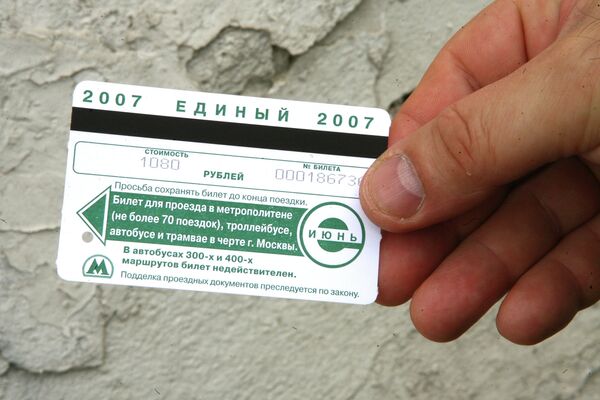 2007 ЕДИНЫЙ 2007
СТОИМОСТЬ № БИЛЕТА
1080 РУБЛЕЙ 00018673
Просьба сохранять билет до конца поездки.
Билет для проезда в метрополитене
(не более 70 поездок), троллейбусе,
автобусе и трамвае в черте г. Москвы.
ИЮНЬ
В автобусах 300-х и 400-х
маршрутов билет недействителен.
М
Подделка проездных документов преследуется по закону.